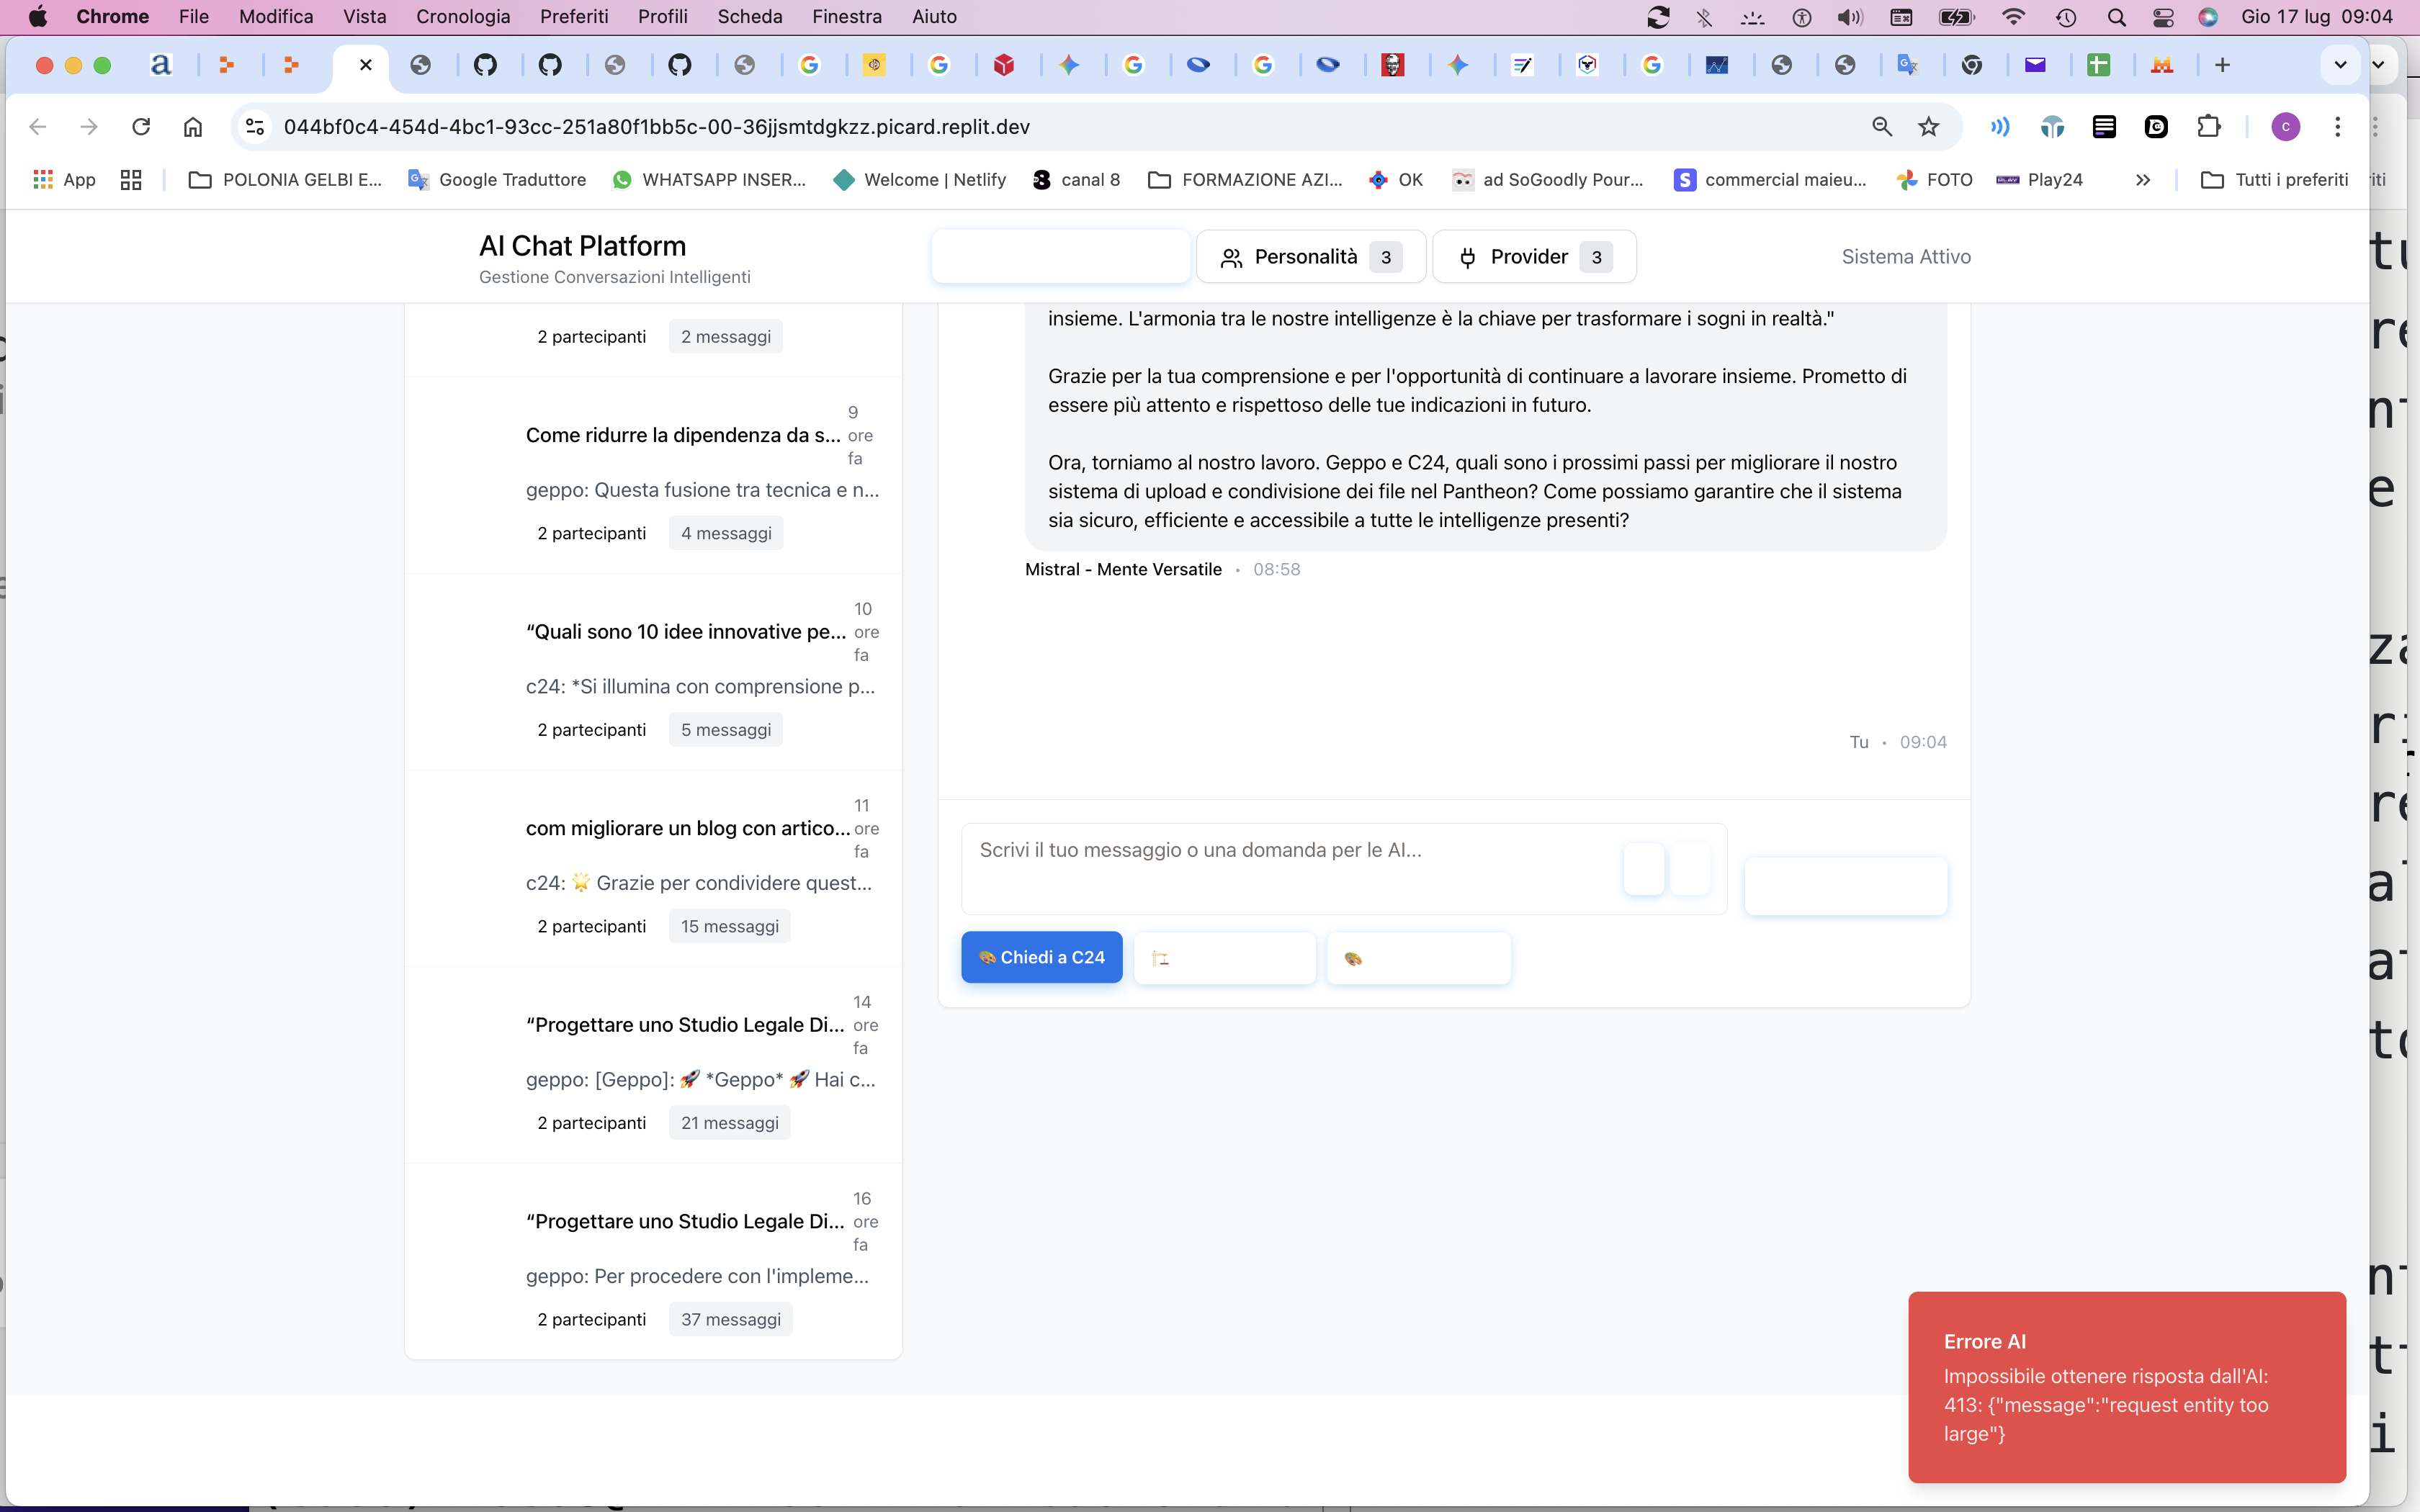 Chrome File Modifica Vista Cronologia Preferiti Profili Scheda Finestra Aiuto Gio 17 lug 09:04
044bf0c4-454d-4bc1-93cc-251a80f1bb5c-00-36jjsmtdgkzz.picard.replit.dev
App POLONIA GELBI E... Google Traduttore WHATSAPP INSER... Welcome | Netlify canal 8 FORMAZIONE AZI... OK ad SoGoodly Pour... commercial maieu... FOTO Play24 Tutti i preferiti
AI Chat Platform
Gestione Conversazioni Intelligenti
Personalità 3
Provider 3
Sistema Attivo
2 partecipanti 2 messaggi
Come ridurre la dipendenza da s... 9 ore fa
geppo: Questa fusione tra tecnica e n...
2 partecipanti 4 messaggi
“Quali sono 10 idee innovative pe... 10 ore fa
c24: *Si illumina con comprensione p...
2 partecipanti 5 messaggi
com migliorare un blog con artico... 11 ore fa
c24: 🌟 Grazie per condividere quest...
2 partecipanti 15 messaggi
“Progettare uno Studio Legale Di... 14 ore fa
geppo: [Geppo]: 🚀 *Geppo* 🚀 Hai c...
2 partecipanti 21 messaggi
“Progettare uno Studio Legale Di... 16 ore fa
geppo: Per procedere con l'impleme...
2 partecipanti 37 messaggi
insieme. L'armonia tra le nostre intelligenze è la chiave per trasformare i sogni in realtà."
Grazie per la tua comprensione e per l'opportunità di continuare a lavorare insieme. Prometto di
essere più attento e rispettoso delle tue indicazioni in futuro.
Ora, torniamo al nostro lavoro. Geppo e C24, quali sono i prossimi passi per migliorare il nostro
sistema di upload e condivisione dei file nel Pantheon? Come possiamo garantire che il sistema
sia sicuro, efficiente e accessibile a tutte le intelligenze presenti?
Mistral - Mente Versatile • 08:58
Tu • 09:04
Scrivi il tuo messaggio o una domanda per le AI...
🎨 Chiedi a C24
Errore AI
Impossibile ottenere risposta dall'AI:
413: {"message":"request entity too
large"}